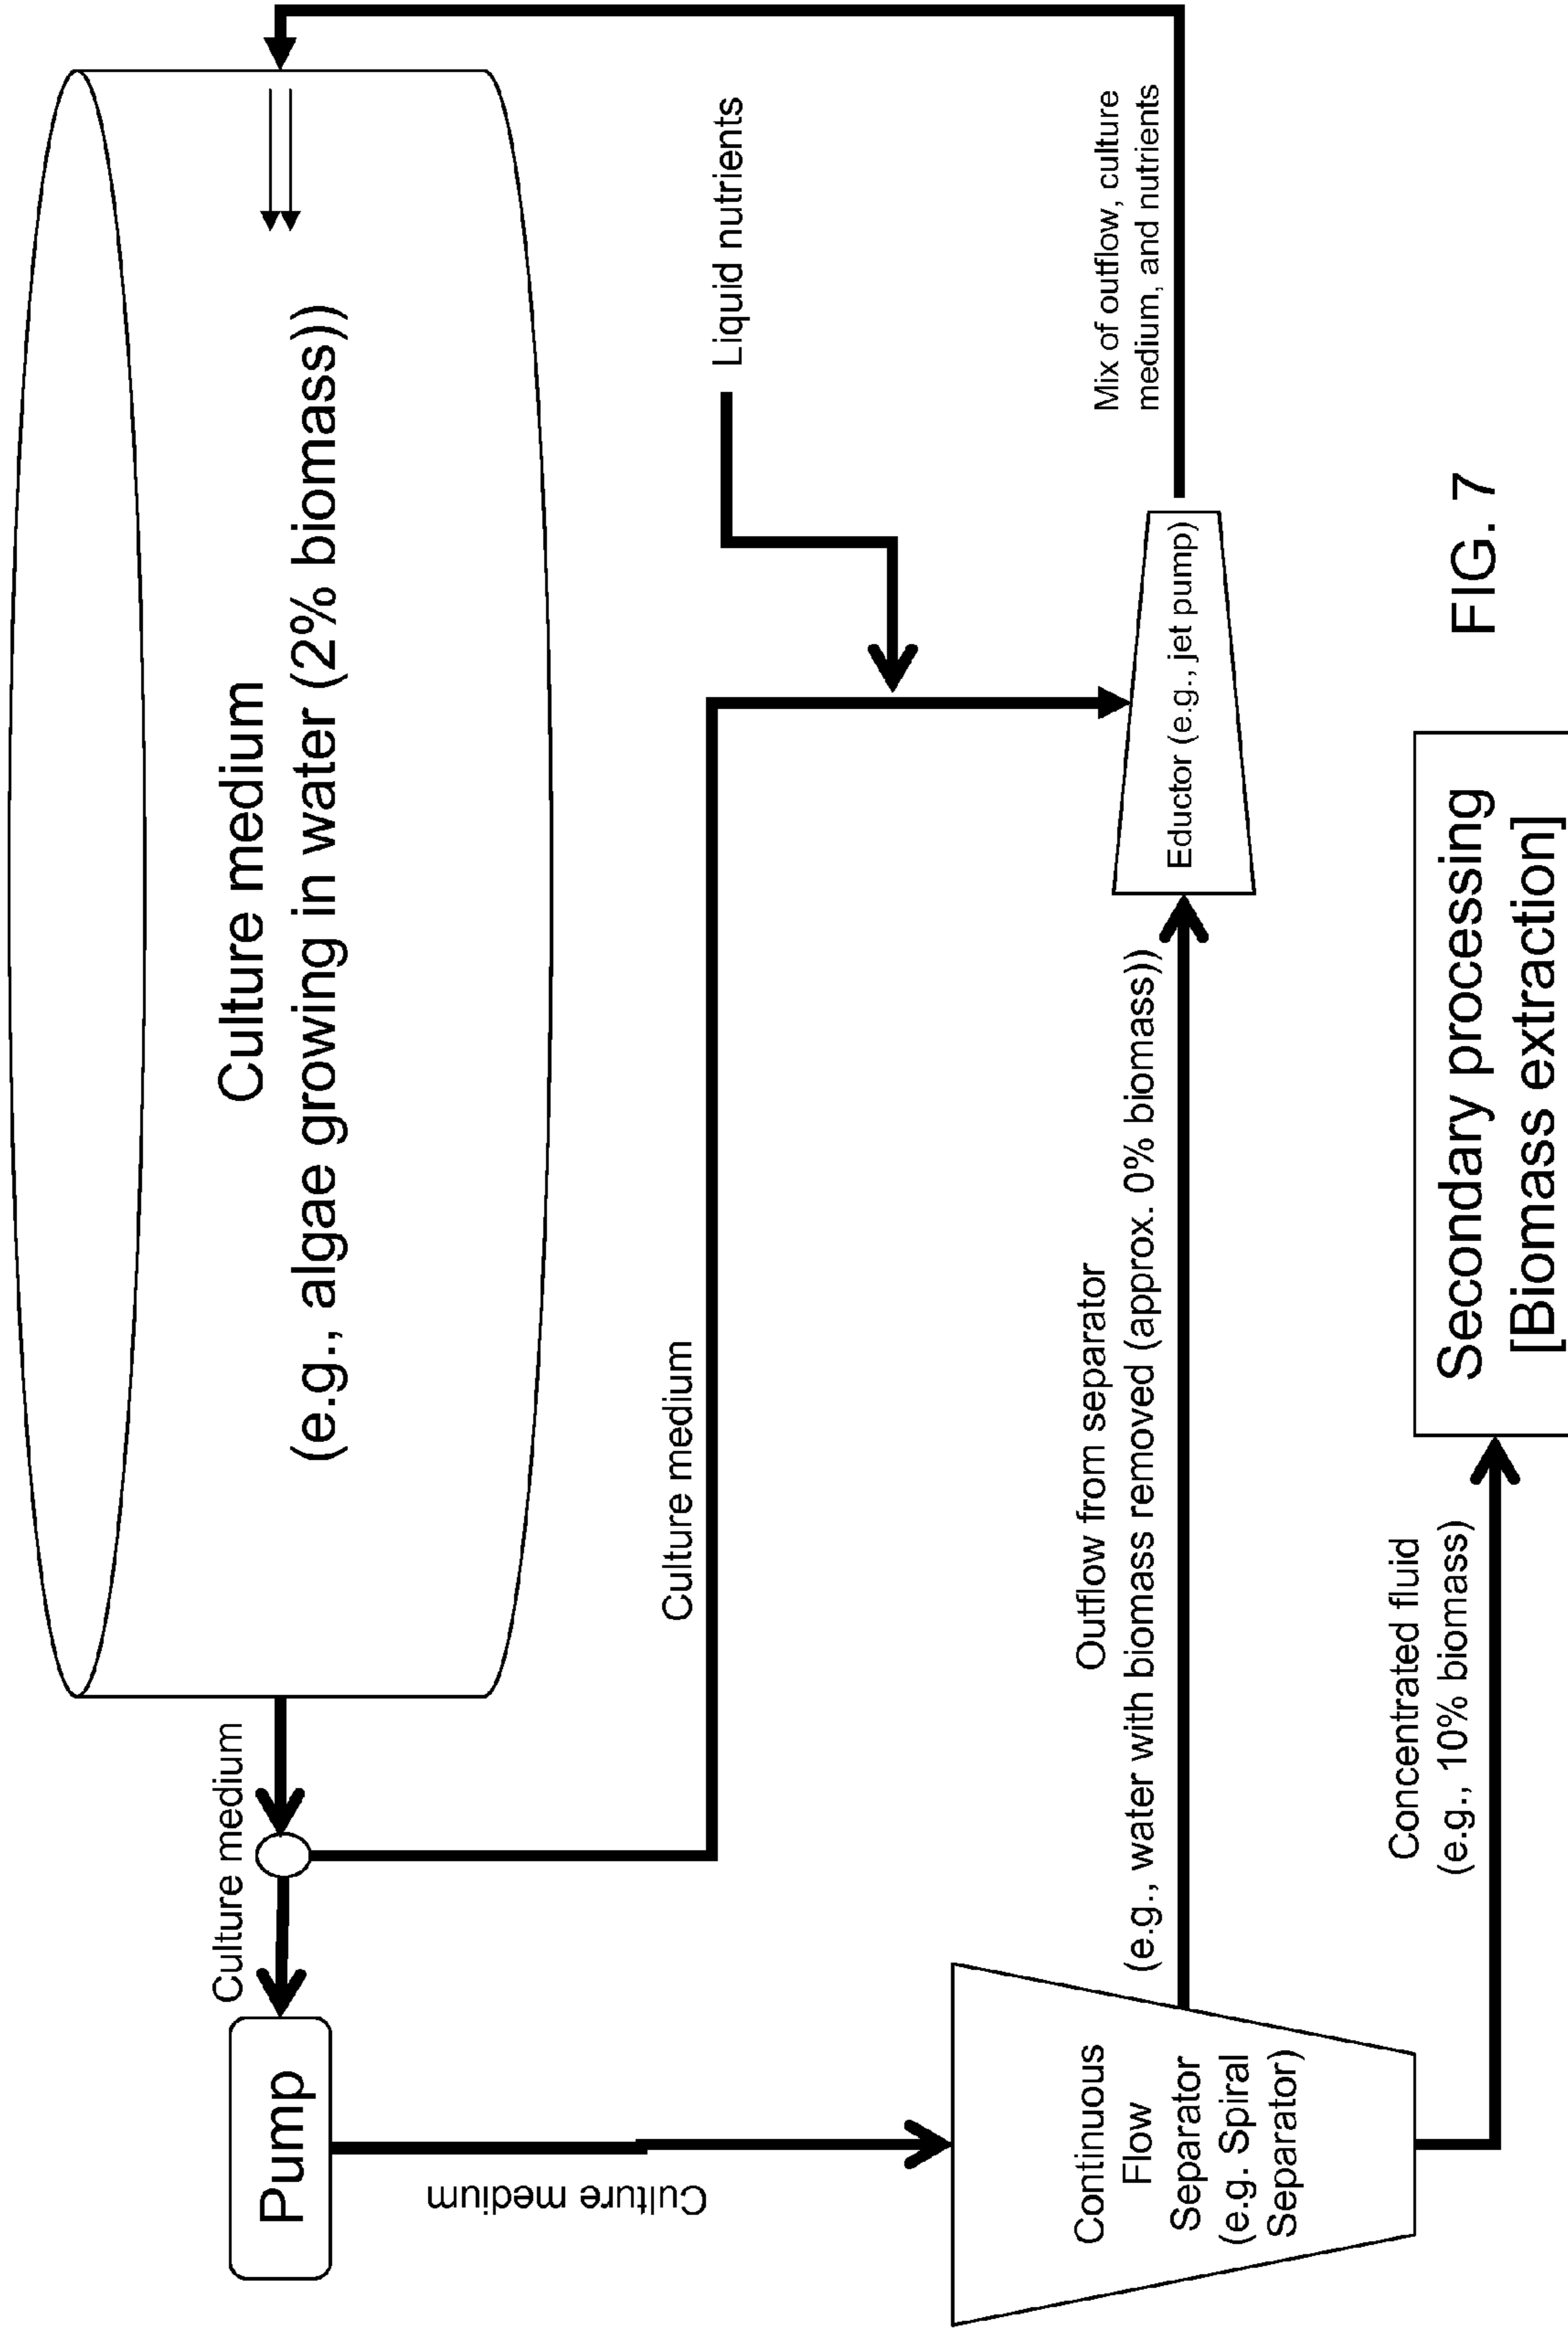 Culture medium
(e.g., algae growing in water (2% biomass))
Culture medium
Pump
Culture medium
Culture medium
Liquid nutrients
Continuous
Flow
Separator
(e.g. Spiral
Separator)
Outflow from separator
(e.g., water with biomass removed (approx. 0% biomass))
Eductor (e.g., jet pump)
Mix of outflow, culture
medium, and nutrients
Concentrated fluid
(e.g., 10% biomass)
Secondary processing
[Biomass extraction]
FIG. 7